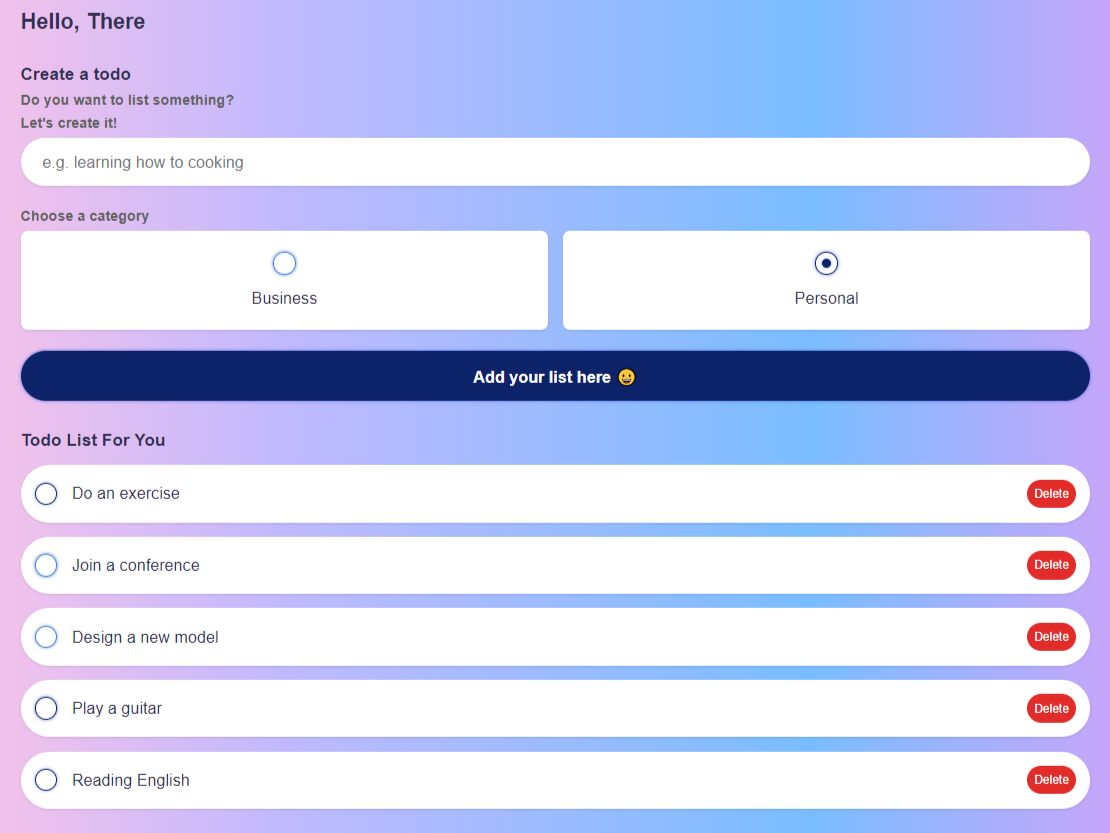 Hello, There
Create a todo
Do you want to list something?
Let's create it!
e.g. learning how to cooking
Choose a category
Business
Personal
Add your list here 😀
Todo List For You
Do an exercise
Delete
Join a conference
Delete
Design a new model
Delete
Play a guitar
Delete
Reading English
Delete